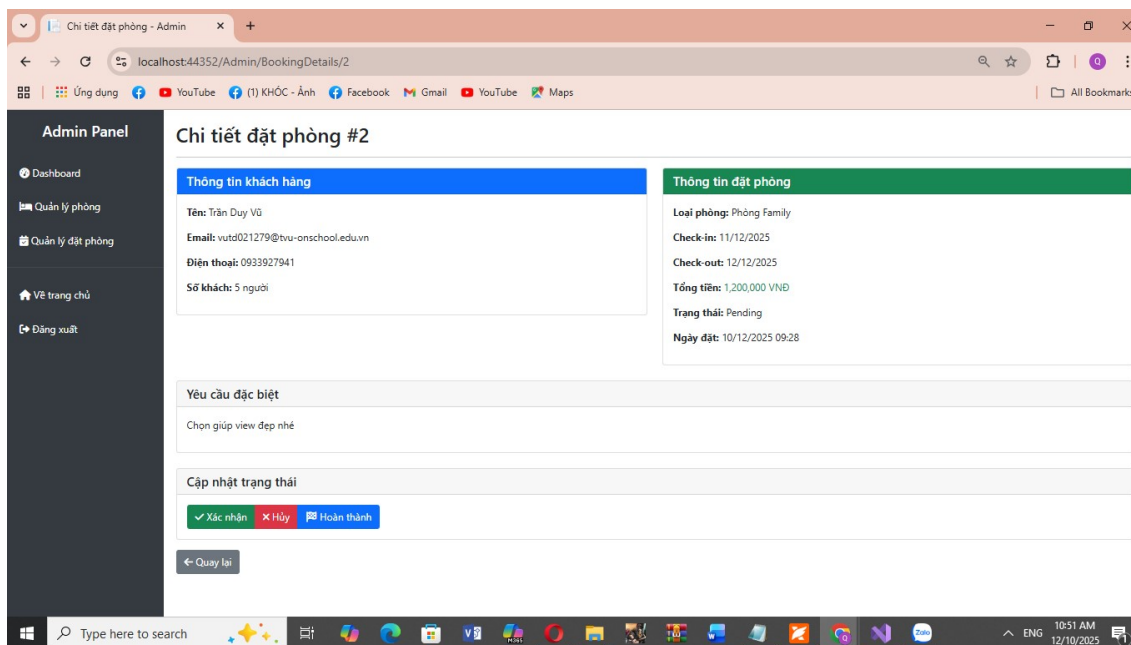 Chi tiết đặt phòng - Admin
localhost:44352/Admin/BookingDetails/2
Q
Ứng dụng
YouTube
(1) KHÓC - Ảnh
Facebook
Gmail
YouTube
Maps
All Bookmarks
Admin Panel
Dashboard
Quản lý phòng
Quản lý đặt phòng
Về trang chủ
Đăng xuất
Chi tiết đặt phòng #2
Thông tin khách hàng
Tên: Trần Duy Vũ
Email: vutd021279@tvu-onschool.edu.vn
Điện thoại: 0933927941
Số khách: 5 người
Thông tin đặt phòng
Loại phòng: Phòng Family
Check-in: 11/12/2025
Check-out: 12/12/2025
Tổng tiền: 1,200,000 VNĐ
Trạng thái: Pending
Ngày đặt: 10/12/2025 09:28
Yêu cầu đặc biệt
Chọn giúp view đẹp nhé
Cập nhật trạng thái
Xác nhận
Hủy
Hoàn thành
Quay lại
Type here to search
M365
Zalo
ENG
10:51 AM
12/10/2025